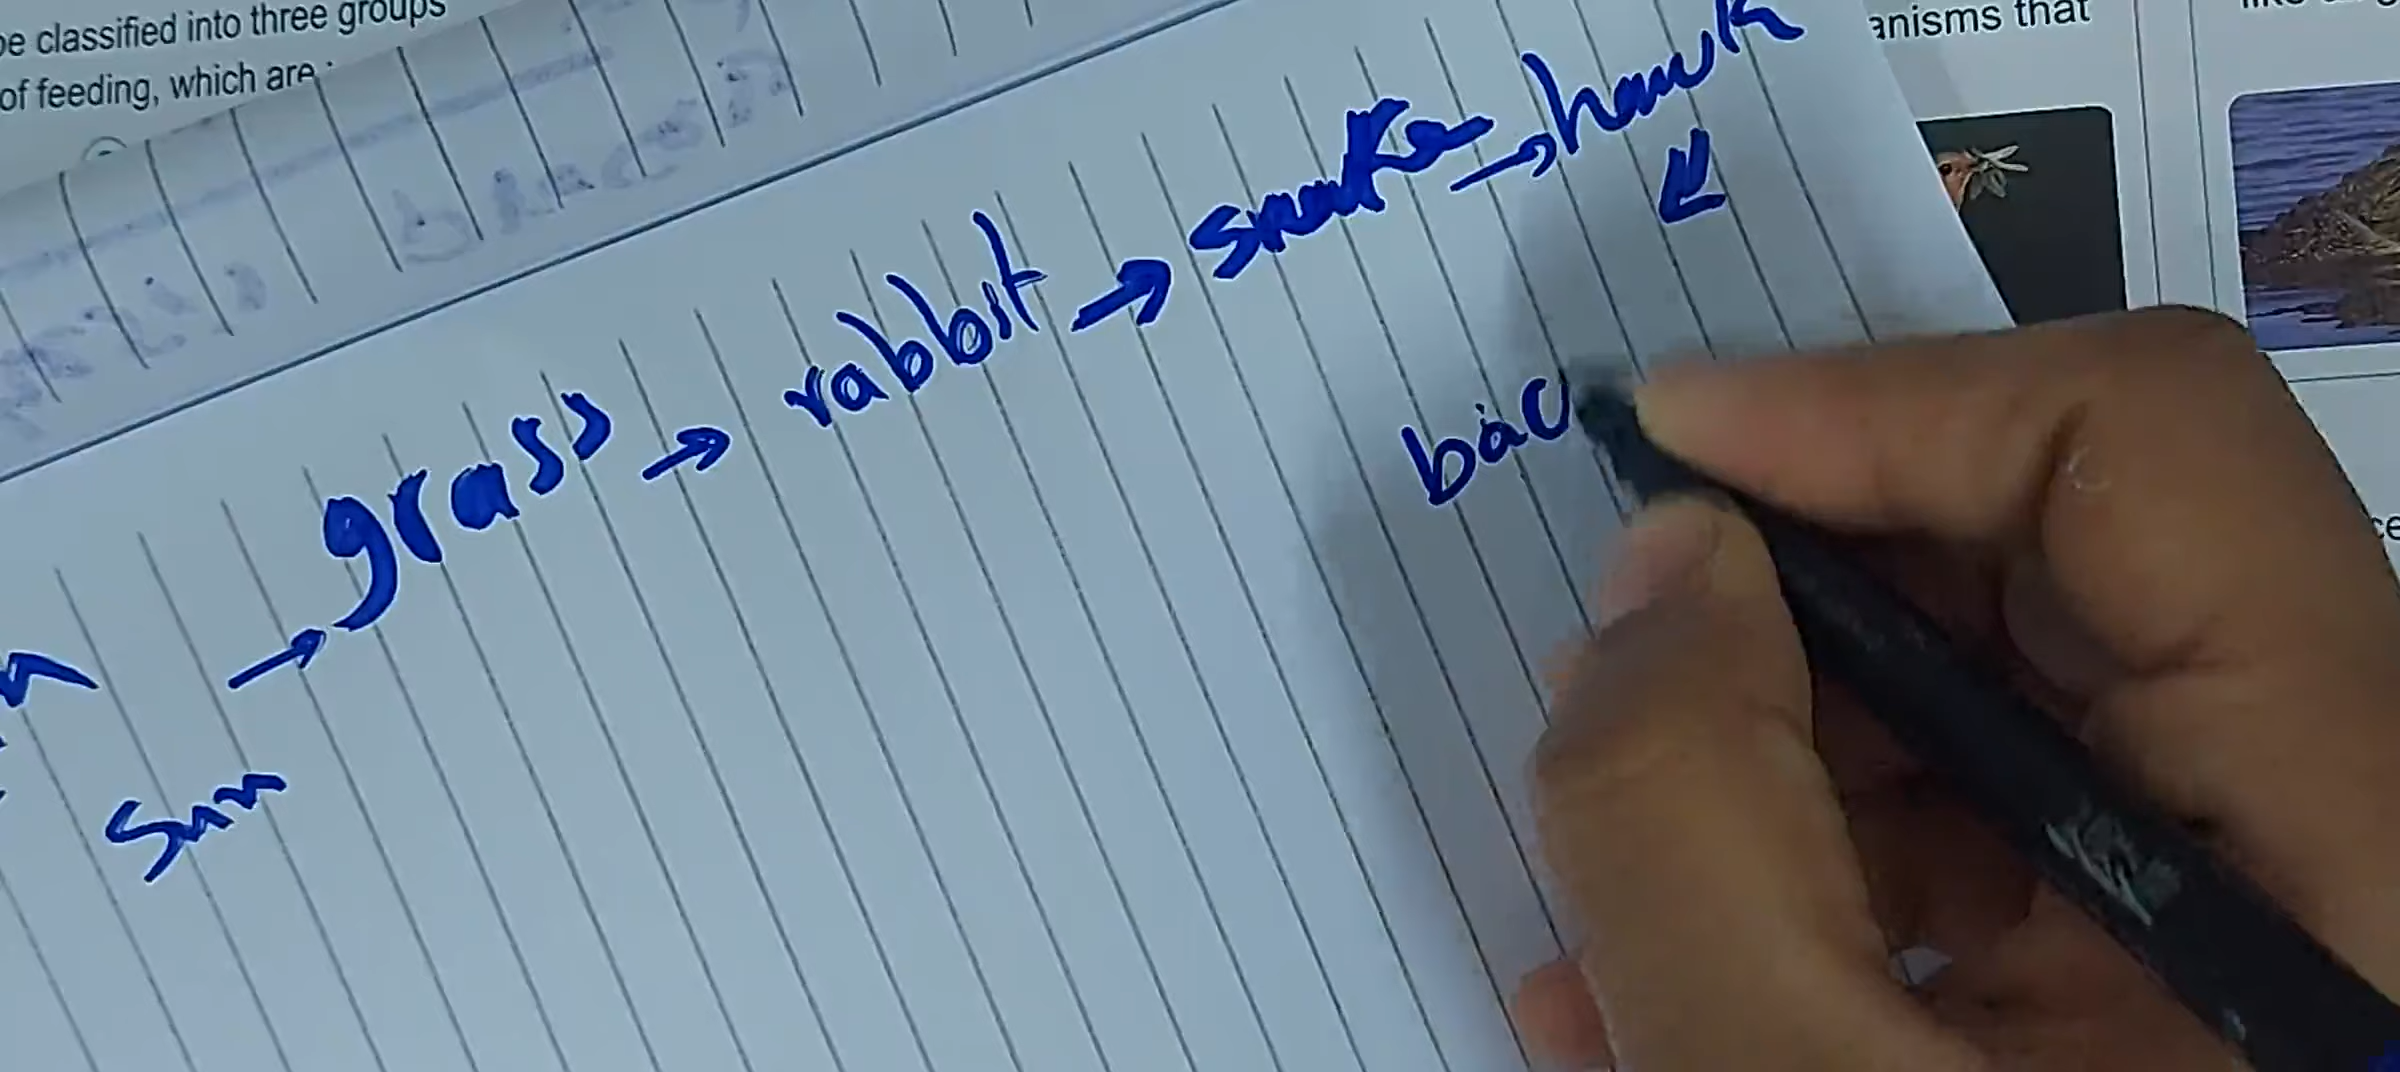 be classified into three groups
of feeding, which are
anisms that
→ grass → rabbit → snake → hawk
↓
bac
Sun